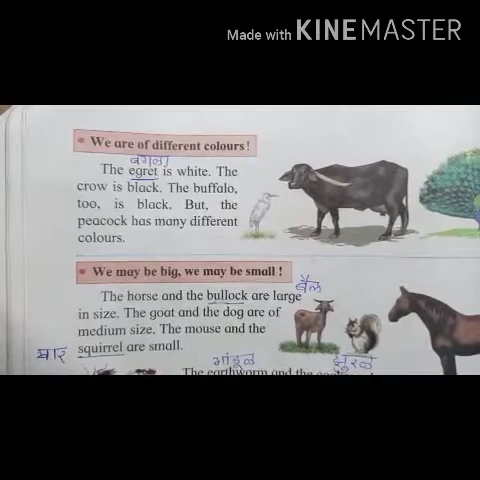 Made with KINEMASTER
• We are of different colours!
बगळा
The egret is white. The
crow is black. The buffalo,
too, is black. But, the
peacock has many different
colours.
• We may be big, we may be small !
बैल
The horse and the bullock are large
in size. The goat and the dog are of
medium size. The mouse and the
खार squirrel are small.
गांडूळ झुरळ
The earthworm and the